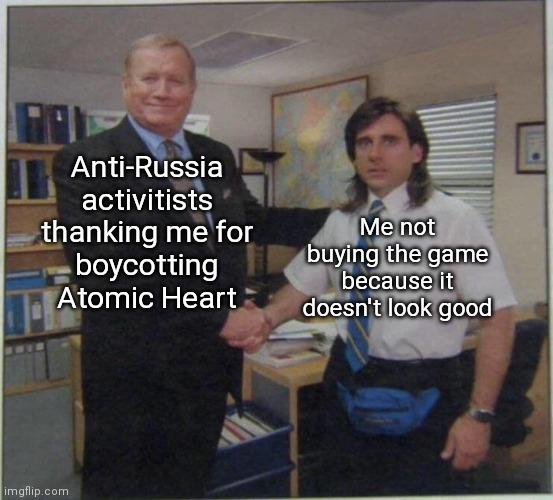 Anti-Russia
activitists
thanking me for
boycotting
Atomic Heart
Me not
buying the game
because it
doesn't look good
imgflip.com